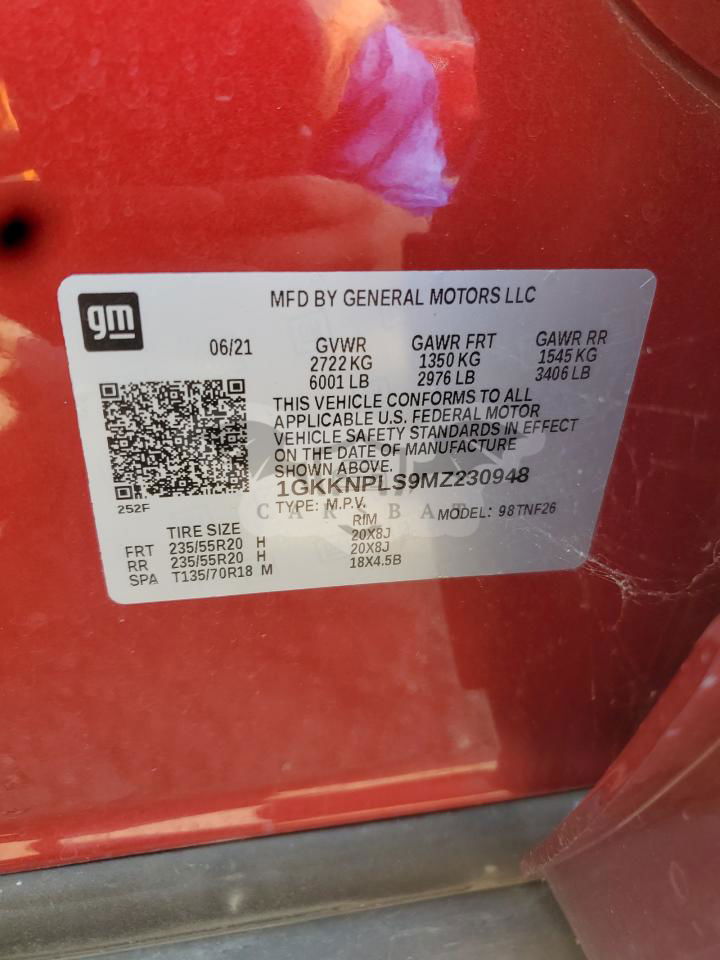 gm
MFD BY GENERAL MOTORS LLC
06/21 GVWR GAWR FRT GAWR RR
2722 KG 1350 KG 1545 KG
6001 LB 2976 LB 3406 LB
THIS VEHICLE CONFORMS TO ALL
APPLICABLE U.S. FEDERAL MOTOR
VEHICLE SAFETY STANDARDS IN EFFECT
ON THE DATE OF MANUFACTURE
SHOWN ABOVE.
1GKKNPLS9MZ230948
252F
TYPE: M.P.V. MODEL: 98TNF26
TIRE SIZE RIM
FRT 235/55R20 H 20X8J
RR 235/55R20 H 20X8J
SPA T135/70R18 M 18X4.5B